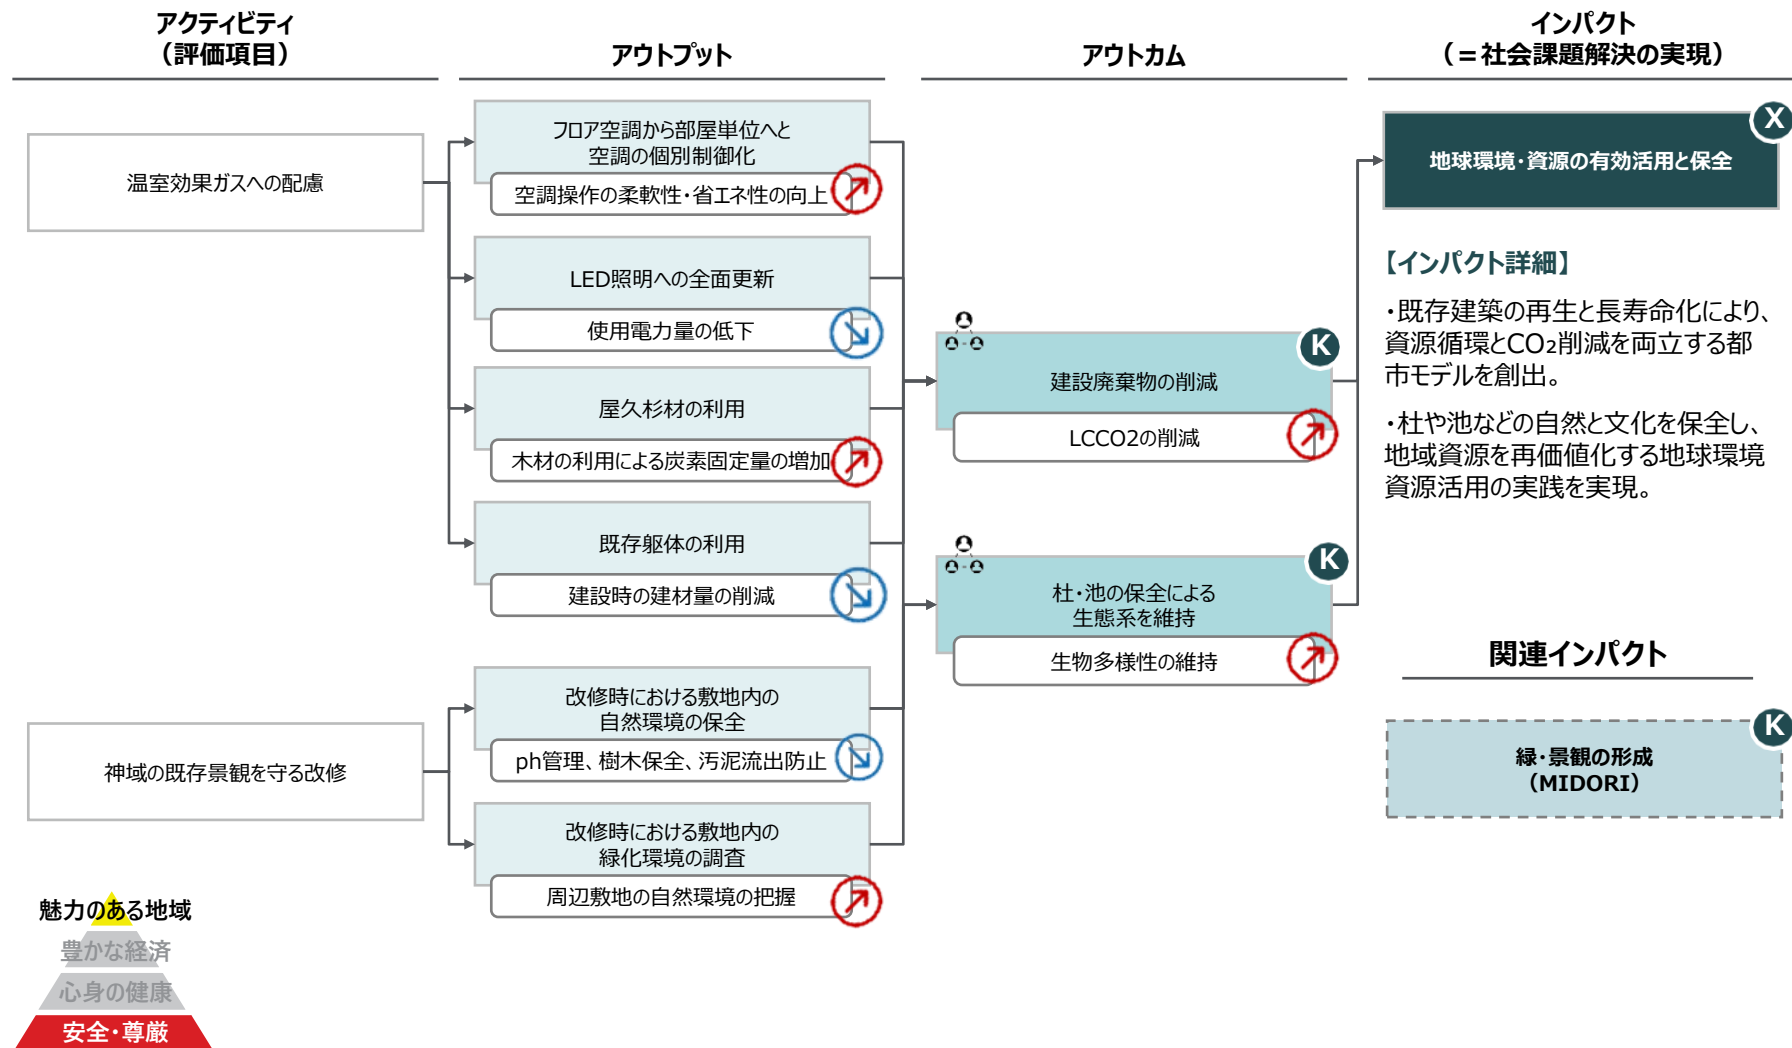 アクティビティ
（評価項目）
アウトプット
アウトカム
インパクト
（＝社会課題解決の実現）
温室効果ガスへの配慮
フロア空調から部屋単位へと
空調の個別制御化
空調操作の柔軟性・省エネ性の向上
LED照明への全面更新
使用電力量の低下
屋久杉材の利用
木材の利用による炭素固定量の増加
既存躯体の利用
建設時の建材量の削減
神域の既存景観を守る改修
改修時における敷地内の
自然環境の保全
ph管理、樹木保全、汚泥流出防止
改修時における敷地内の
緑化環境の調査
周辺敷地の自然環境の把握
K
建設廃棄物の削減
LCCO2の削減
K
杜・池の保全による
生態系を維持
生物多様性の維持
X
地球環境・資源の有効活用と保全
【インパクト詳細】
・既存建築の再生と長寿命化により、
資源循環とCO₂削減を両立する都
市モデルを創出。
・杜や池などの自然と文化を保全し、
地域資源を再価値化する地球環境
資源活用の実践を実現。
関連インパクト
K
緑・景観の形成
（MIDORI）
魅力のある地域
豊かな経済
心身の健康
安全・尊厳